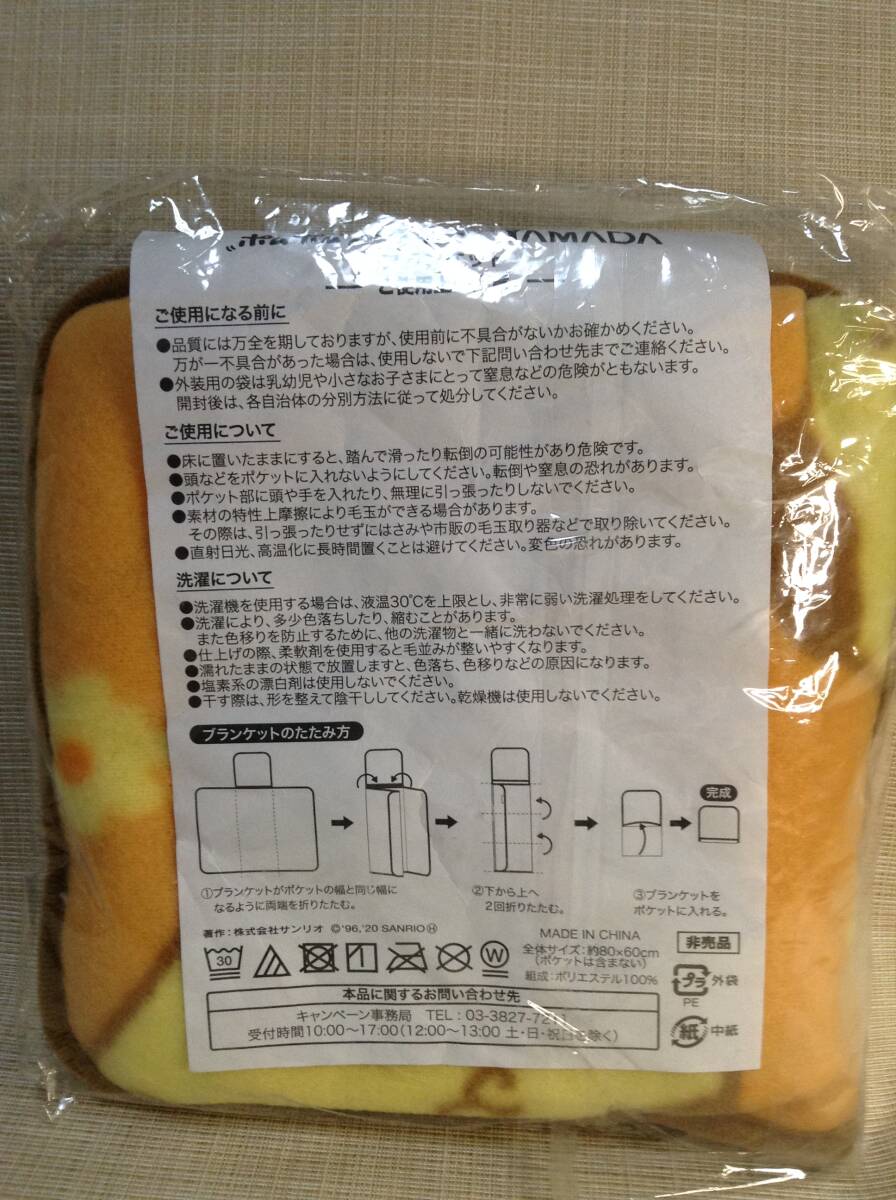 YAMADA
ご使用になる前に
●品質には万全を期しておりますが、使用前に不具合がないかお確かめください。
万が一不具合があった場合は、使用しないで下記問い合わせ先までご連絡ください。
●外装用の袋は乳幼児や小さなお子さまにとって窒息などの危険がともないます。
開封後は、各自治体の分別方法に従って処分してください。
ご使用について
●床に置いたままにすると、踏んで滑ったり転倒の可能性があり危険です。
●頭などをポケットに入れないようにしてください。転倒や窒息の恐れがあります。
●ポケット部に頭や手を入れたり、無理に引っ張ったりしないでください。
●素材の特性上摩擦により毛玉ができる場合があります。
その際は、引っ張ったりせずにはさみや市販の毛玉取り器などで取り除いてください。
●直射日光、高温化に長時間置くことは避けてください。変色の恐れがあります。
洗濯について
●洗濯機を使用する場合は、液温30℃を上限とし、非常に弱い洗濯処理をしてください。
●洗濯により、多少色落ちしたり、縮むことがあります。
また色移りを防止するために、他の洗濯物と一緒に洗わないでください。
●仕上げの際、柔軟剤を使用すると毛並みが整いやすくなります。
●濡れたままの状態で放置しますと、色落ち、色移りなどの原因になります。
●塩素系の漂白剤は使用しないでください。
●干す際は、形を整えて陰干ししてください。乾燥機は使用しないでください。
ブランケットのたたみ方
完成
①ブランケットがポケットの幅と同じ幅に
なるように両端を折りたたむ。
②下から上へ
2回折りたたむ。
③ブランケットを
ポケットに入れる。
著作：株式会社サンリオ ©'96,'20 SANRIO Ⓗ
30
W
MADE IN CHINA
全体サイズ：約80×60cm
(ポケットは含まない)
組成：ポリエステル100%
非売品
プラ 外袋
PE
紙 中紙
本品に関するお問い合わせ先
キャンペーン事務局 TEL：03-3827-7211
受付時間10:00～17:00(12:00～13:00 土・日・祝日を除く)